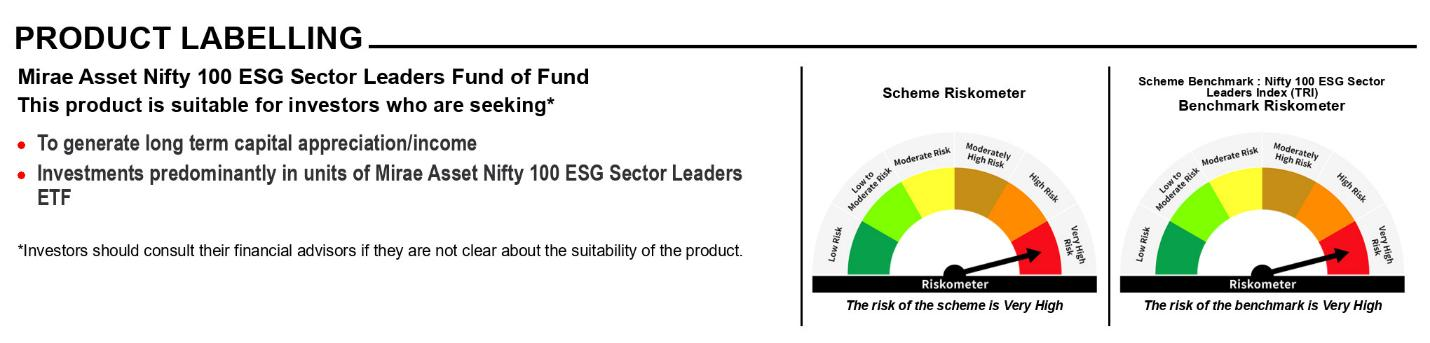 PRODUCT LABELLING
Mirae Asset Nifty 100 ESG Sector Leaders Fund of Fund
This product is suitable for investors who are seeking*
To generate long term capital appreciation/income
Investments predominantly in units of Mirae Asset Nifty 100 ESG Sector Leaders
ETF
*Investors should consult their financial advisors if they are not clear about the suitability of the product.
Scheme Riskometer
Low Risk
Low to
Moderate Risk
Moderate Risk
Moderately
High Risk
High Risk
Very High
Risk
Riskometer
The risk of the scheme is Very High
Scheme Benchmark : Nifty 100 ESG Sector
Leaders Index (TRI)
Benchmark Riskometer
Low Risk
Low to
Moderate Risk
Moderate Risk
Moderately
High Risk
High Risk
Very High
Risk
Riskometer
The risk of the benchmark is Very High